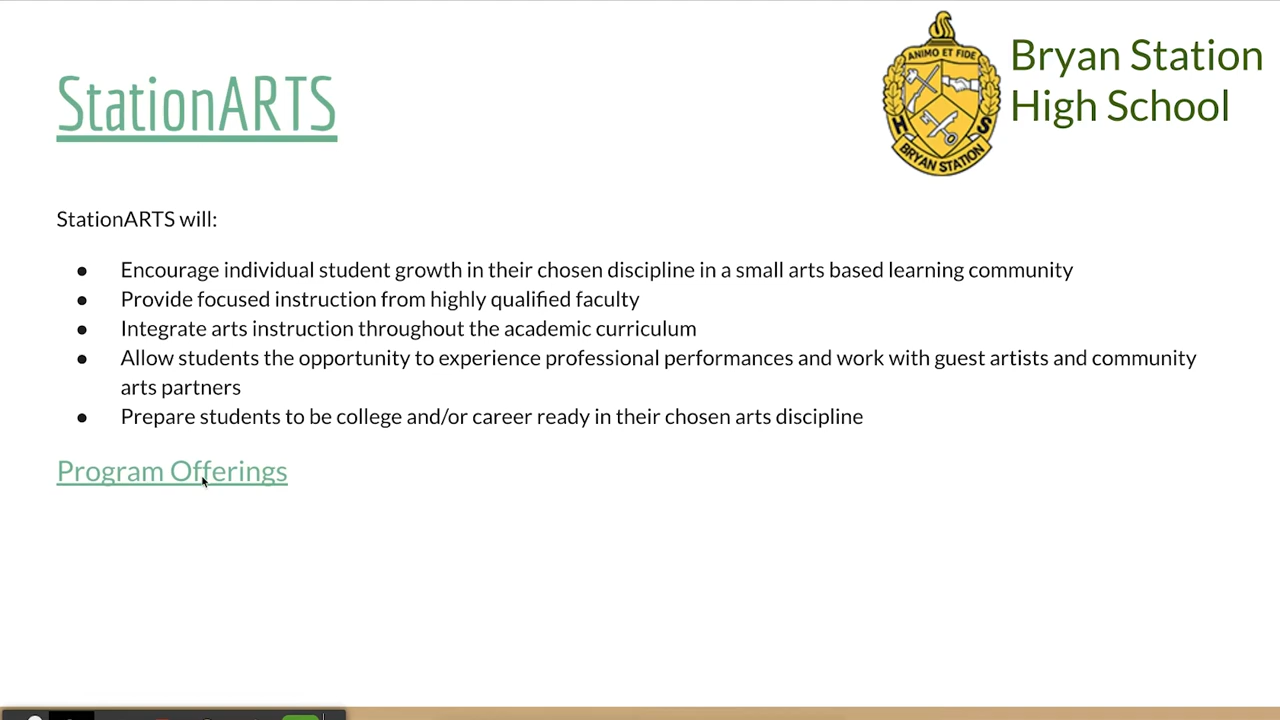 StationARTS
ANIMO ET FIDE
H S
BRYAN STATION
Bryan Station
High School
StationARTS will:
● Encourage individual student growth in their chosen discipline in a small arts based learning community
● Provide focused instruction from highly qualified faculty
● Integrate arts instruction throughout the academic curriculum
● Allow students the opportunity to experience professional performances and work with guest artists and community
arts partners
● Prepare students to be college and/or career ready in their chosen arts discipline
Program Offerings